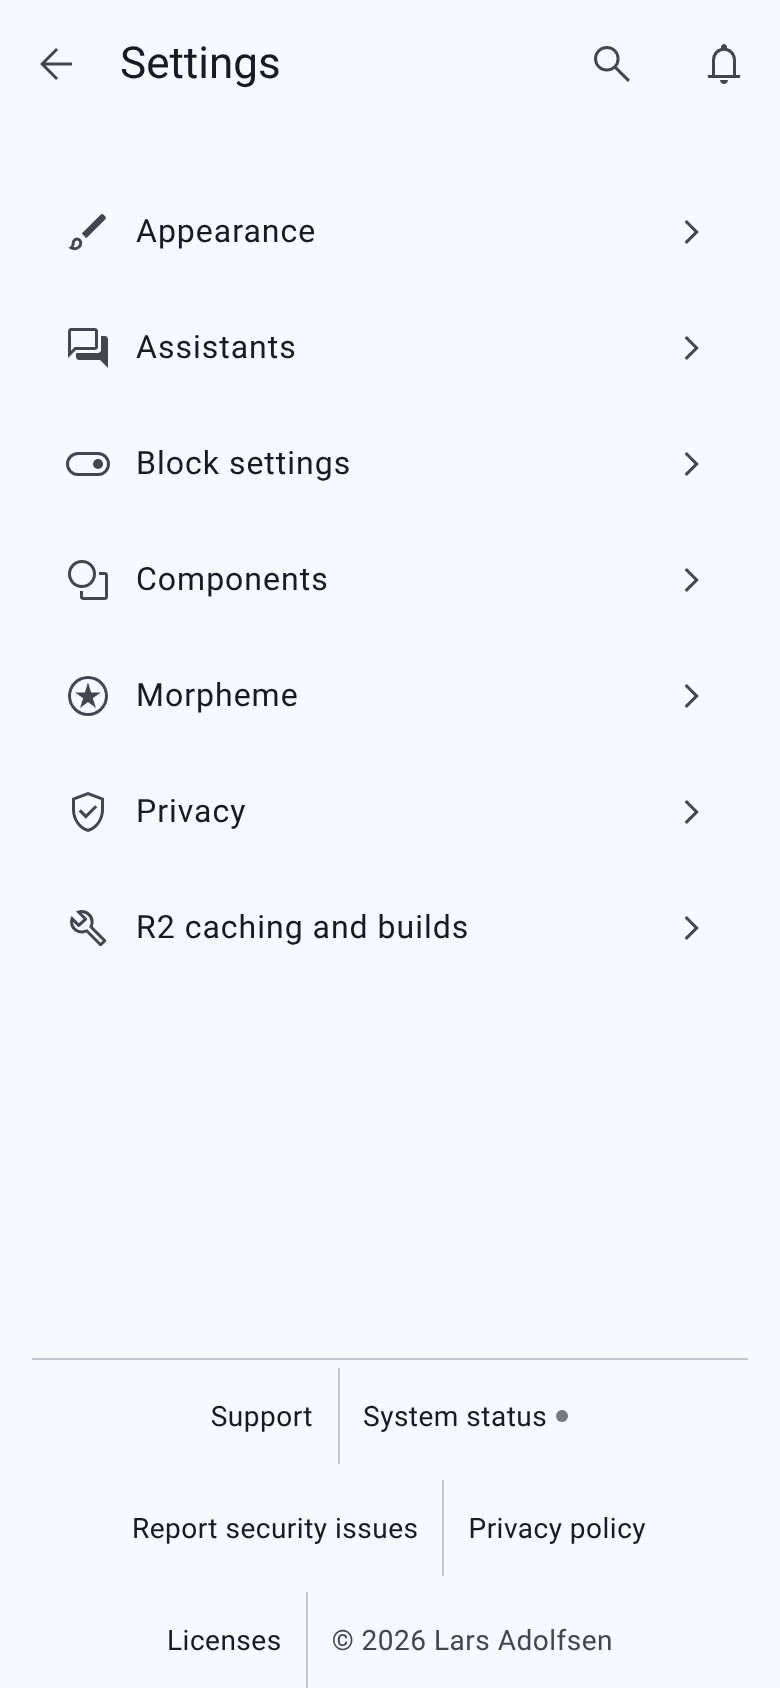 Settings
Appearance
Assistants
Block settings
Components
Morpheme
Privacy
R2 caching and builds
Support
System status
Report security issues
Privacy policy
Licenses
© 2026 Lars Adolfsen